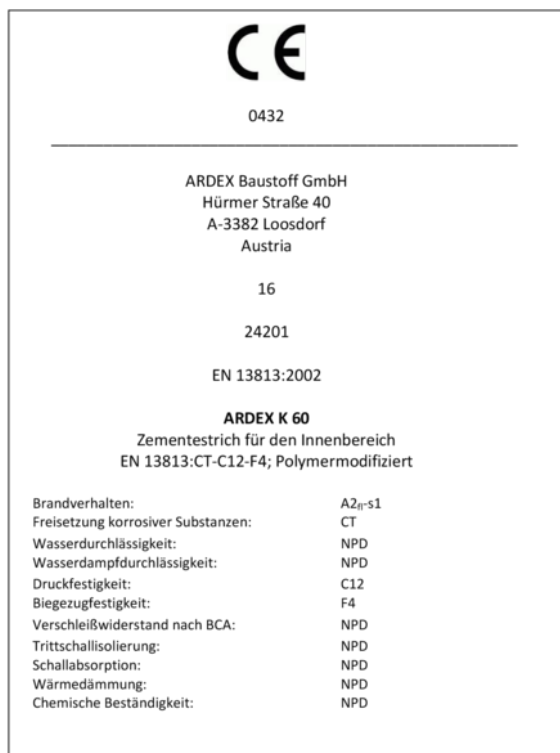 CE
0432
ARDEX Baustoff GmbH
Hürmer Straße 40
A-3382 Loosdorf
Austria
16
24201
EN 13813:2002
ARDEX K 60
Zementestrich für den Innenbereich
EN 13813:CT-C12-F4; Polymermodifiziert
Brandverhalten: A2fl-s1
Freisetzung korrosiver Substanzen: CT
Wasserdurchlässigkeit: NPD
Wasserdampfdurchlässigkeit: NPD
Druckfestigkeit: C12
Biegezugfestigkeit: F4
Verschleißwiderstand nach BCA: NPD
Trittschallisolierung: NPD
Schallabsorption: NPD
Wärmedämmung: NPD
Chemische Beständigkeit: NPD